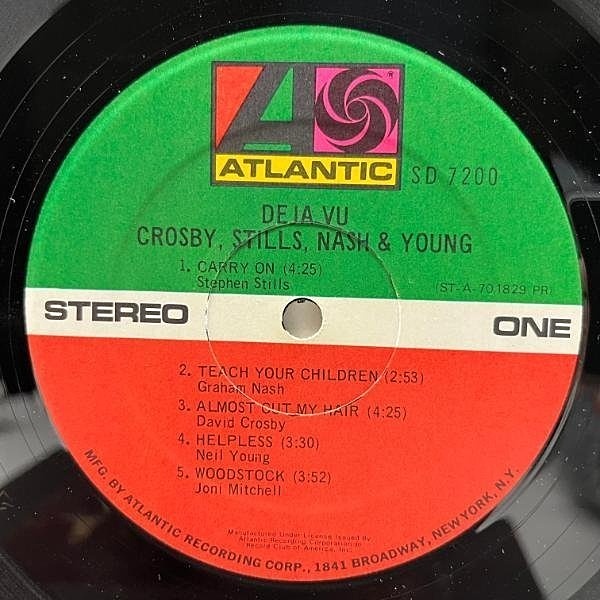 ATLANTIC
®
SD 7200
DEJA VU
CROSBY, STILLS, NASH & YOUNG
1. CARRY ON (4:25)
Stephen Stills
(ST-A-701829 PR)
STEREO ONE
2. TEACH YOUR CHILDREN (2:53)
Graham Nash
3. ALMOST CUT MY HAIR (4:25)
David Crosby
4. HELPLESS (3:30)
Neil Young
5. WOODSTOCK (3:52)
Joni Mitchell
Manufactured Under License Issued By
Atlantic Recording Corporation
Record Club of America, Inc.
MFG. BY ATLANTIC RECORDING CORP., 1841 BROADWAY, NEW YORK, N.Y.